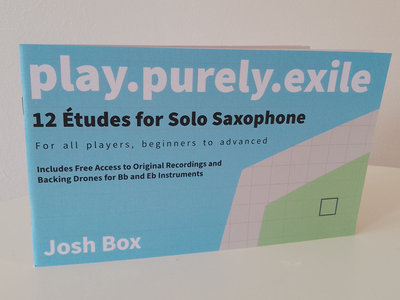 play.purely.exile
12 Études for Solo Saxophone
For all players, beginners to advanced
Includes Free Access to Original Recordings and
Backing Drones for Bb and Eb Instruments
Josh Box